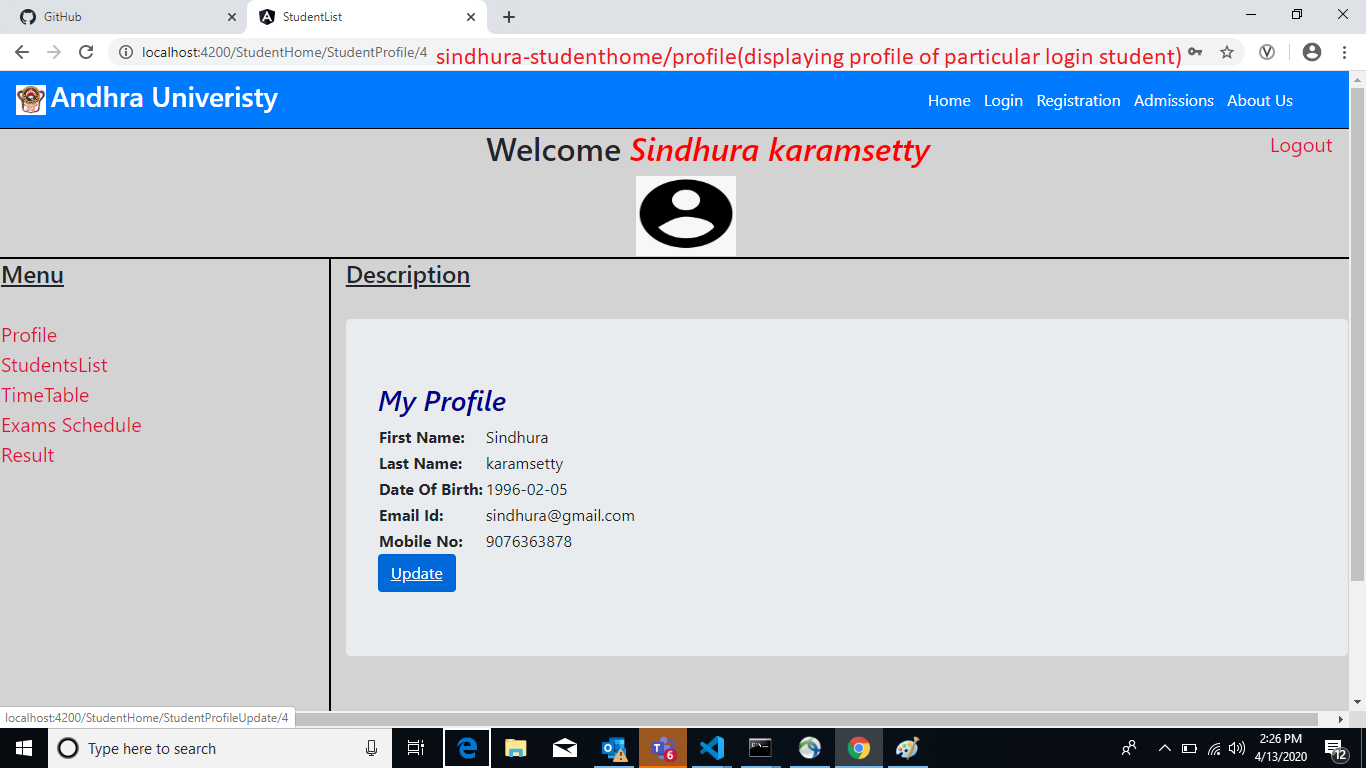 GitHub
StudentList
localhost:4200/StudentHome/StudentProfile/4
sindhura-studenthome/profile(displaying profile of particular login student)
Andhra Univeristy
Home Login Registration Admissions About Us
Welcome Sindhura karamsetty
Logout
Menu
Profile
StudentsList
TimeTable
Exams Schedule
Result
Description
My Profile
First Name: Sindhura
Last Name: karamsetty
Date Of Birth: 1996-02-05
Email Id: sindhura@gmail.com
Mobile No: 9076363878
Update
localhost:4200/StudentHome/StudentProfileUpdate/4
Type here to search
6
2:26 PM
4/13/2020
12